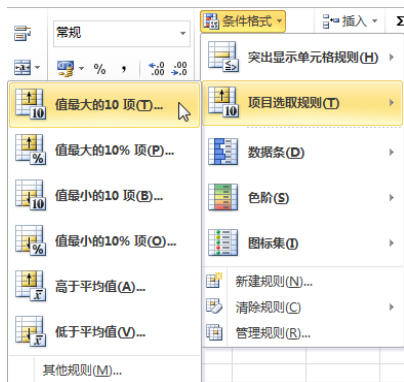 常规
条件格式
插入
Σ
% , .00 .00
突出显示单元格规则(H)
项目选取规则(T)
数据条(D)
色阶(S)
图标集(I)
新建规则(N)...
清除规则(C)
管理规则(R)...
值最大的10 项(T)...
值最大的10% 项(P)...
值最小的10 项(B)...
值最小的10% 项(O)...
高于平均值(A)...
低于平均值(V)...
其他规则(M)...